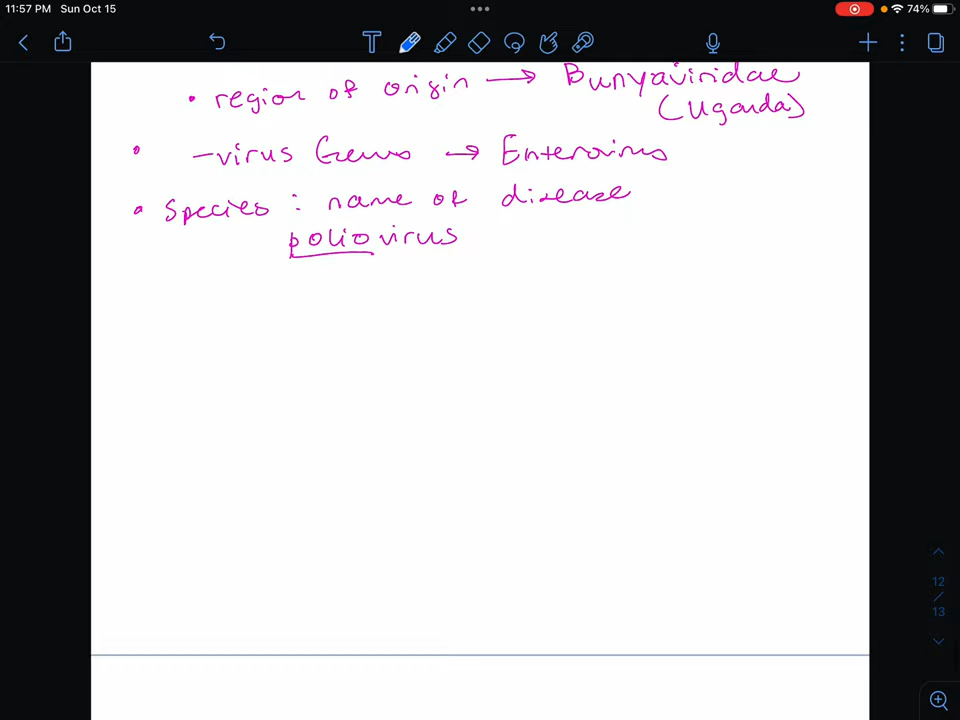 11:57 PM Sun Oct 15 74%
T
• region of origin → Bunyaviridae
(Uganda)
• -virus Genus → Enterovirus
• Species : name of disease
poliovirus
12
/
13